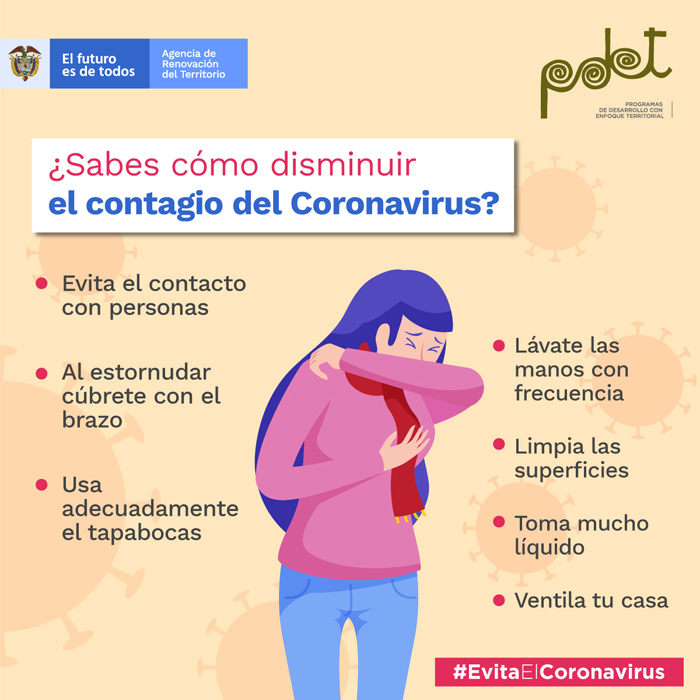 El futuro
es de todos
Agencia de
Renovación
del Territorio
pdet
PROGRAMAS
DE DESARROLLO CON
ENFOQUE TERRITORIAL
¿Sabes cómo disminuir
el contagio del Coronavirus?
Evita el contacto
con personas
Al estornudar
cúbrete con el
brazo
Usa
adecuadamente
el tapabocas
Lávate las
manos con
frecuencia
Limpia las
superficies
Toma mucho
líquido
Ventila tu casa
#EvitaElCoronavirus